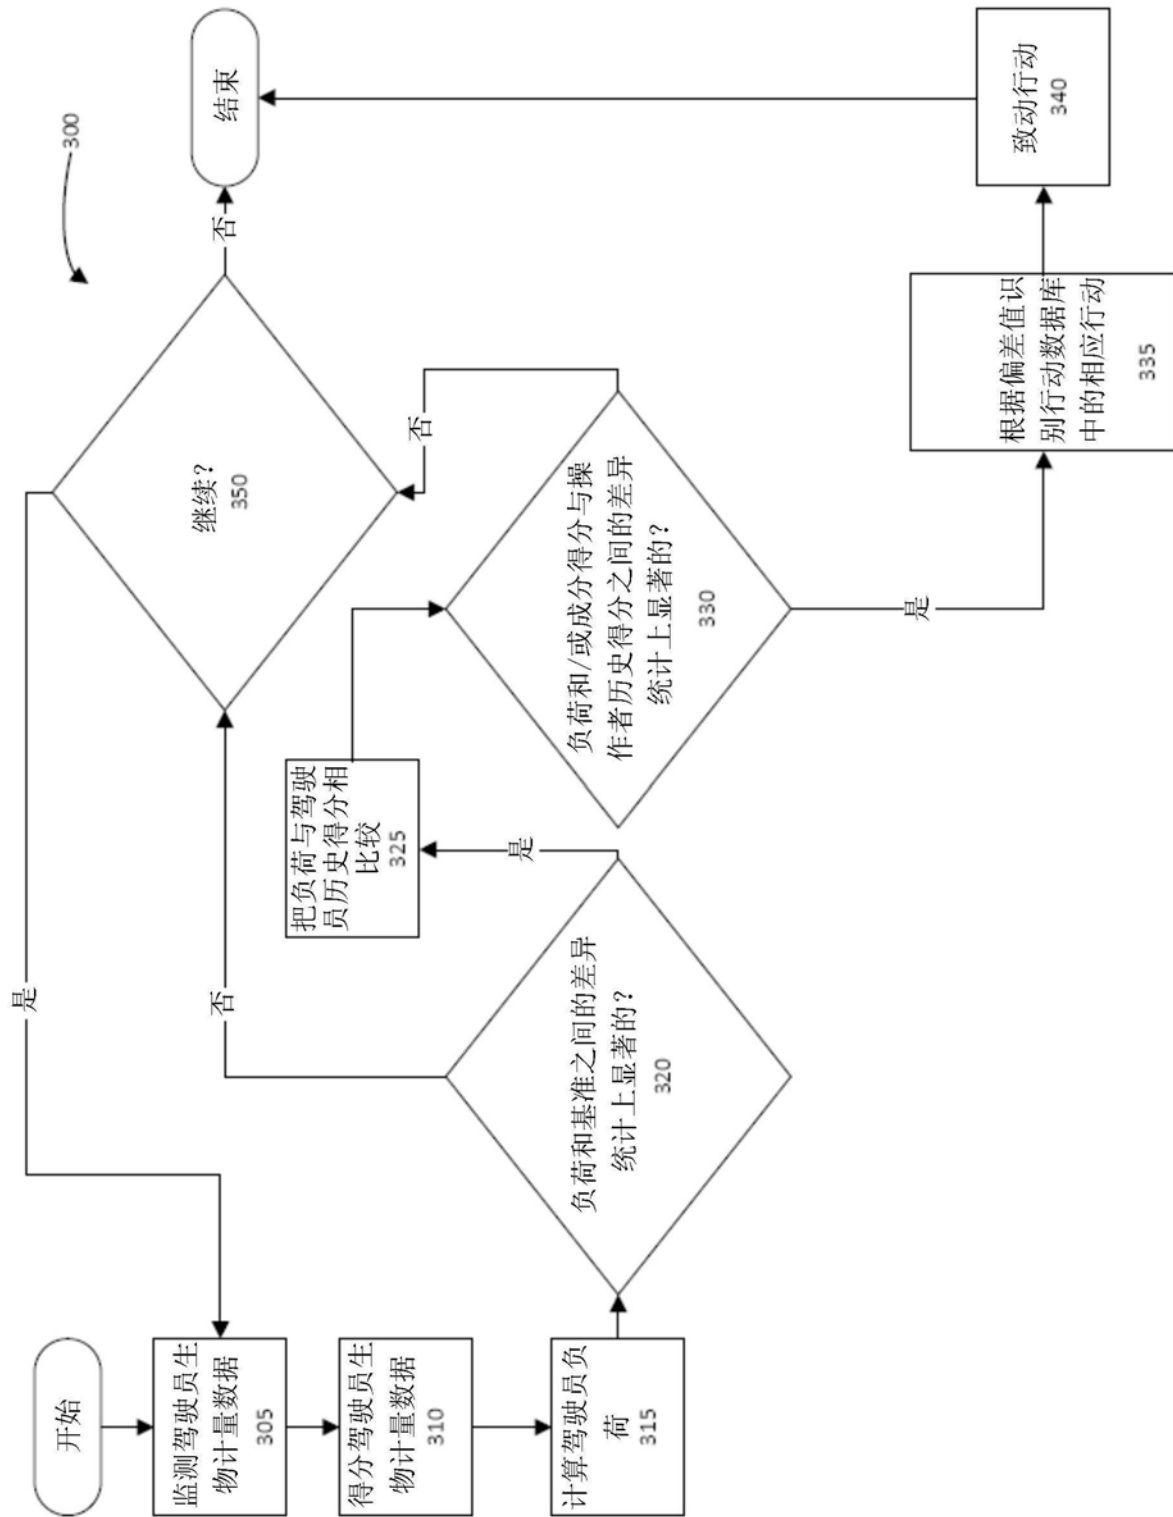 300
开始
监测驾驶员生
物计量数据
305
得分驾驶员生
物计量数据
310
计算驾驶员负
荷
315
负荷和基准之间的差异
统计上显著的？
320
是
否
把负荷与驾驶
员历史得分相
比较
325
负荷和/或成分得分与操
作者历史得分之间的差异
统计上显著的？
330
否
是
根据偏差值识
别行动数据库
中的相应行动
335
致动行动
340
继续？
350
是
否
结束